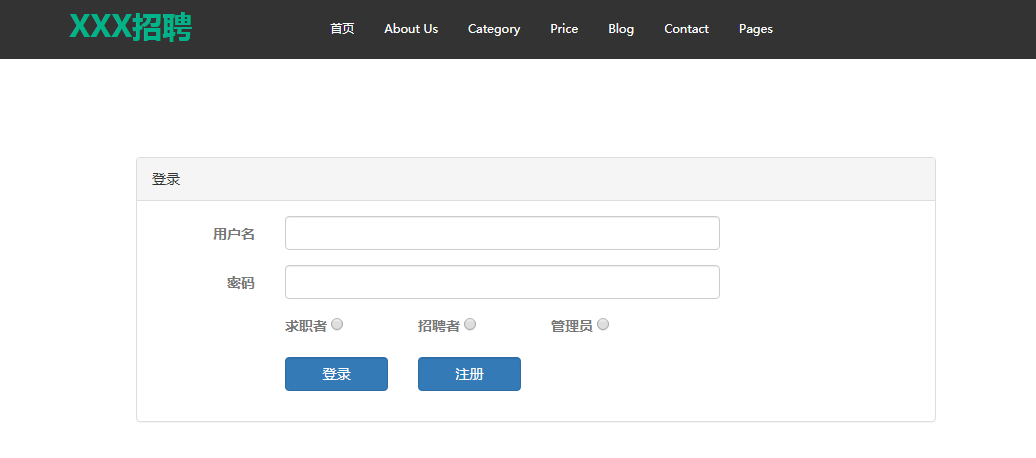 XXX招聘 首页 About Us Category Price Blog Contact Pages
登录
用户名
密码
求职者 招聘者 管理员
登录 注册